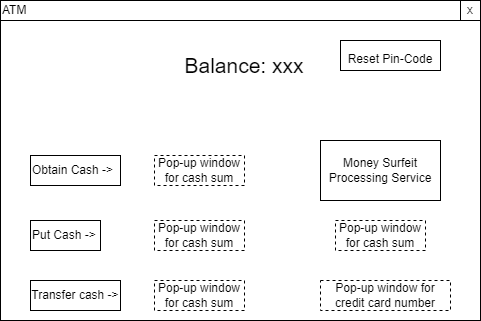 ATM X
Balance: xxx
Reset Pin-Code
Obtain Cash ->
Pop-up window
for cash sum
Money Surfeit
Processing Service
Put Cash ->
Pop-up window
for cash sum
Pop-up window
for cash sum
Transfer cash ->
Pop-up window
for cash sum
Pop-up window for
credit card number